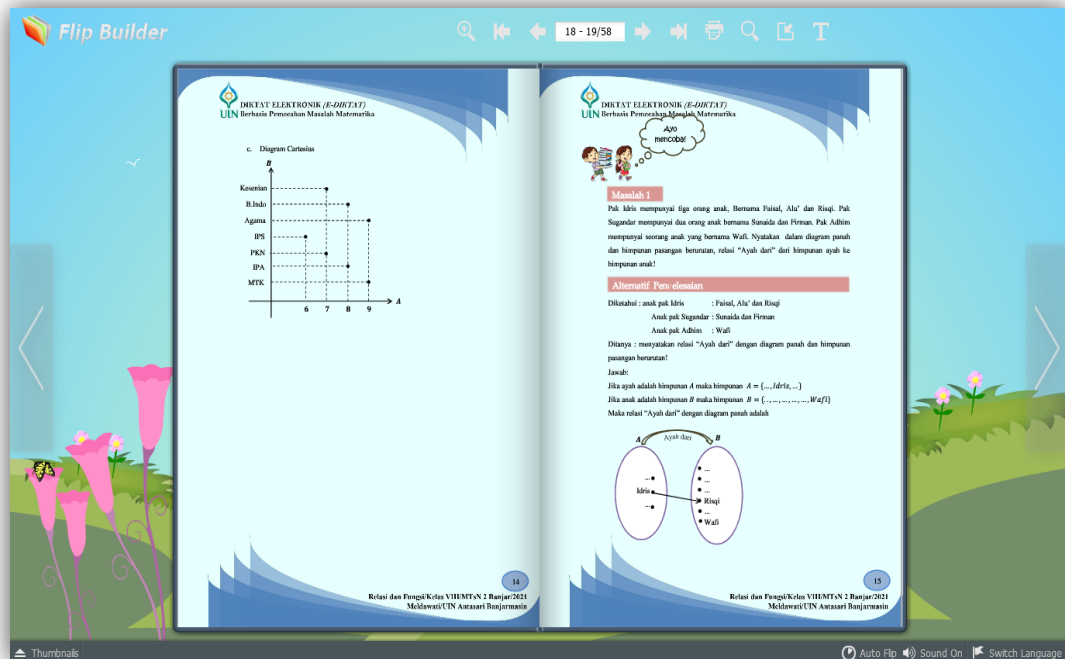 Flip Builder
18 - 19/58
T
UIN
DIKTAT ELEKTRONIK (E-DIKTAT)
Berbasis Pemecahan Masalah Matematika
c. Diagram Cartesius
B
Kesenian
B.Indo
Agama
IPS
PKN
IPA
MTK
A
6 7 8 9
14
Relasi dan Fungsi/Kelas VIII/MTsN 2 Banjar/2021
Meldawati/UIN Antasari Banjarmasin
UIN
DIKTAT ELEKTRONIK (E-DIKTAT)
Berbasis Pemecahan Masalah Matematika
Ayo
mencoba!
Masalah 1
Pak Idris mempunyai tiga orang anak, Bernama Faisal, Alu’ dan Risqi. Pak
Sugandar mempunyai dua orang anak bernama Sunaida dan Firman. Pak Adhim
mempunyai seorang anak yang bernama Wafi. Nyatakan dalam diagram panah
dan himpunan pasangan berurutan, relasi “Ayah dari” dari himpunan ayah ke
himpunan anak!
Alternatif Penyelesaian
Diketahui : anak pak Idris : Faisal, Alu’ dan Risqi
Anak pak Sugandar : Sunaida dan Firman
Anak pak Adhim : Wafi
Ditanya : menyatakan relasi “Ayah dari” dengan diagram panah dan himpunan
pasangan berurutan!
Jawab:
Jika ayah adalah himpunan A maka himpunan A = {…, Idris, …}
Jika anak adalah himpunan B maka himpunan B = {…, …, …, …, …, Wafi}
Maka relasi “Ayah dari” dengan diagram panah adalah
A Ayah dari B
...
...
...
Idris
...
Risqi
...
...
Wafi
15
Relasi dan Fungsi/Kelas VIII/MTsN 2 Banjar/2021
Meldawati/UIN Antasari Banjarmasin
Thumbnails
Auto Flip
Sound On
Switch Language